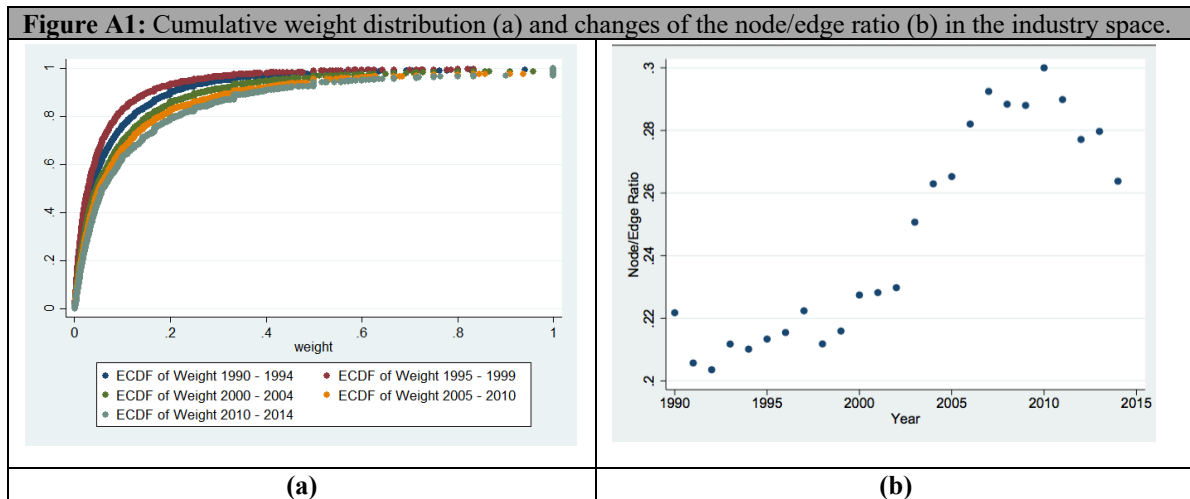 Figure A1: Cumulative weight distribution (a) and changes of the node/edge ratio (b) in the industry space.
1
.8
.6
.4
.2
0
0 .2 .4 .6 .8 1
weight
ECDF of Weight 1990 - 1994 ECDF of Weight 1995 - 1999
ECDF of Weight 2000 - 2004 ECDF of Weight 2005 - 2010
ECDF of Weight 2010 - 2014
Node/Edge Ratio
.3
.28
.26
.24
.22
.2
1990 1995 2000 2005 2010 2015
Year
(a) (b)